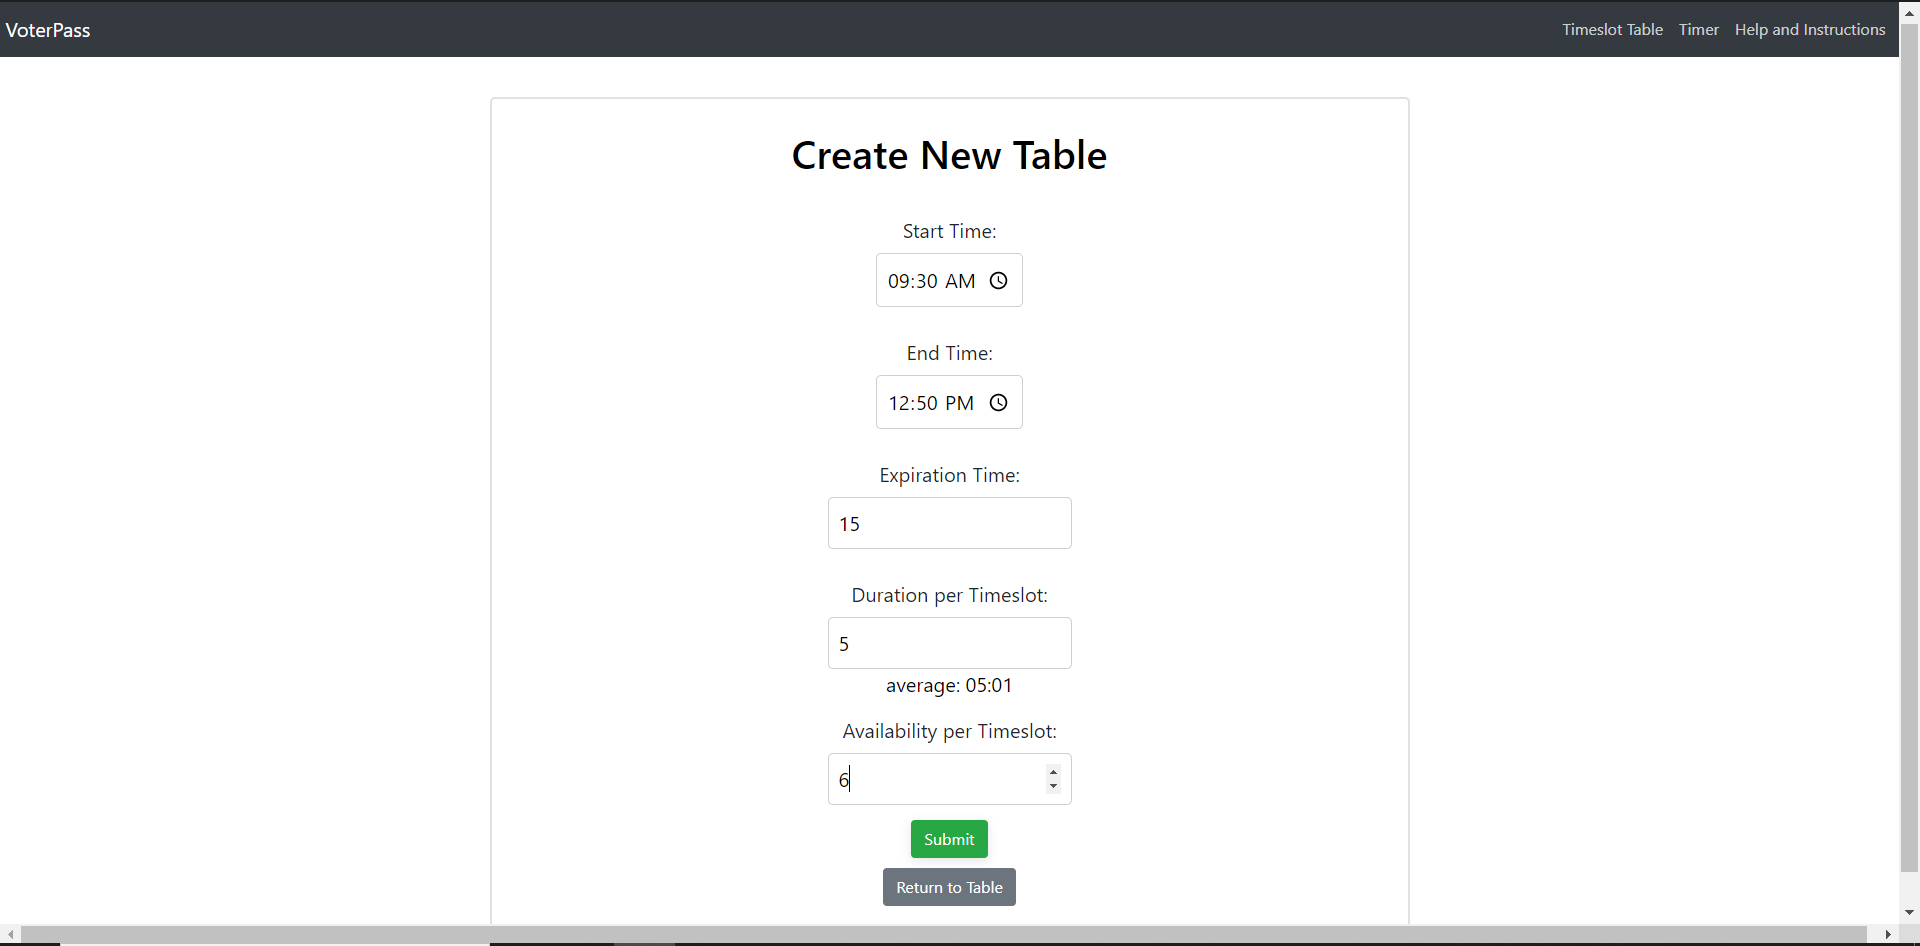 VoterPass
Timeslot Table Timer Help and Instructions
Create New Table
Start Time:
09:30 AM
End Time:
12:50 PM
Expiration Time:
15
Duration per Timeslot:
5
average: 05:01
Availability per Timeslot:
6
Submit
Return to Table